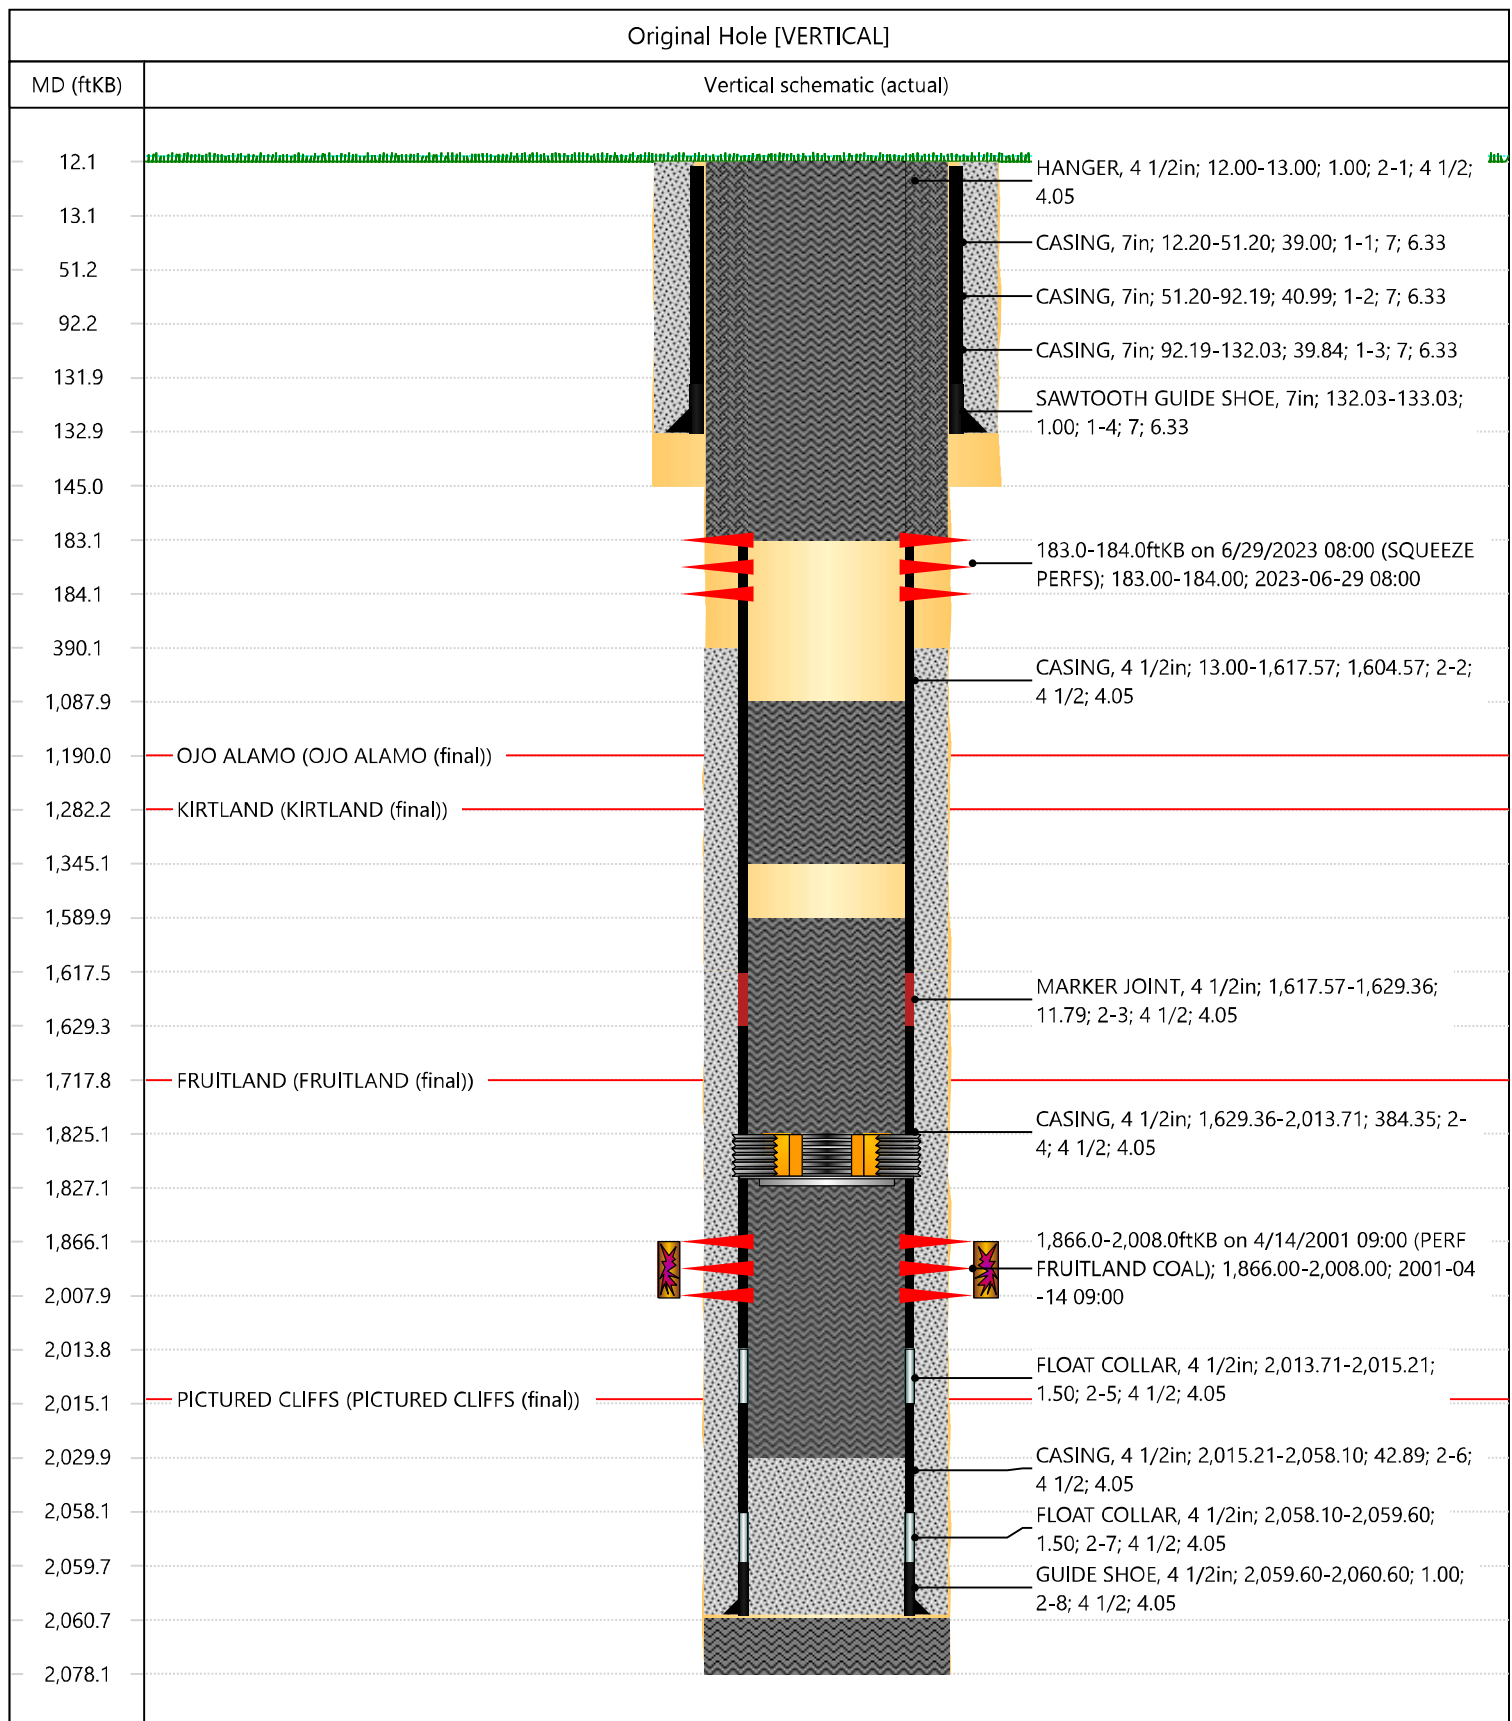 Original Hole [VERTICAL]
MD (ftKB)
Vertical schematic (actual)
12.1
HANGER, 4 1/2in; 12.00-13.00; 1.00; 2-1; 4 1/2;
4.05
13.1
CASING, 7in; 12.20-51.20; 39.00; 1-1; 7; 6.33
51.2
CASING, 7in; 51.20-92.19; 40.99; 1-2; 7; 6.33
92.2
CASING, 7in; 92.19-132.03; 39.84; 1-3; 7; 6.33
131.9
SAWTOOTH GUIDE SHOE, 7in; 132.03-133.03;
1.00; 1-4; 7; 6.33
132.9
145.0
183.1
183.0-184.0ftKB on 6/29/2023 08:00 (SQUEEZE
PERFS); 183.00-184.00; 2023-06-29 08:00
184.1
390.1
CASING, 4 1/2in; 13.00-1,617.57; 1,604.57; 2-2;
4 1/2; 4.05
1,087.9
1,190.0
OJO ALAMO (OJO ALAMO (final))
1,282.2
KIRTLAND (KIRTLAND (final))
1,345.1
1,589.9
1,617.5
MARKER JOINT, 4 1/2in; 1,617.57-1,629.36;
11.79; 2-3; 4 1/2; 4.05
1,629.3
1,717.8
FRUITLAND (FRUITLAND (final))
1,825.1
CASING, 4 1/2in; 1,629.36-2,013.71; 384.35; 2-
4; 4 1/2; 4.05
1,827.1
1,866.1
1,866.0-2,008.0ftKB on 4/14/2001 09:00 (PERF
FRUITLAND COAL); 1,866.00-2,008.00; 2001-04
-14 09:00
2,007.9
2,013.8
FLOAT COLLAR, 4 1/2in; 2,013.71-2,015.21;
1.50; 2-5; 4 1/2; 4.05
2,015.1
PICTURED CLIFFS (PICTURED CLIFFS (final))
2,029.9
CASING, 4 1/2in; 2,015.21-2,058.10; 42.89; 2-6;
4 1/2; 4.05
2,058.1
FLOAT COLLAR, 4 1/2in; 2,058.10-2,059.60;
1.50; 2-7; 4 1/2; 4.05
2,059.7
GUIDE SHOE, 4 1/2in; 2,059.60-2,060.60; 1.00;
2-8; 4 1/2; 4.05
2,060.7
2,078.1